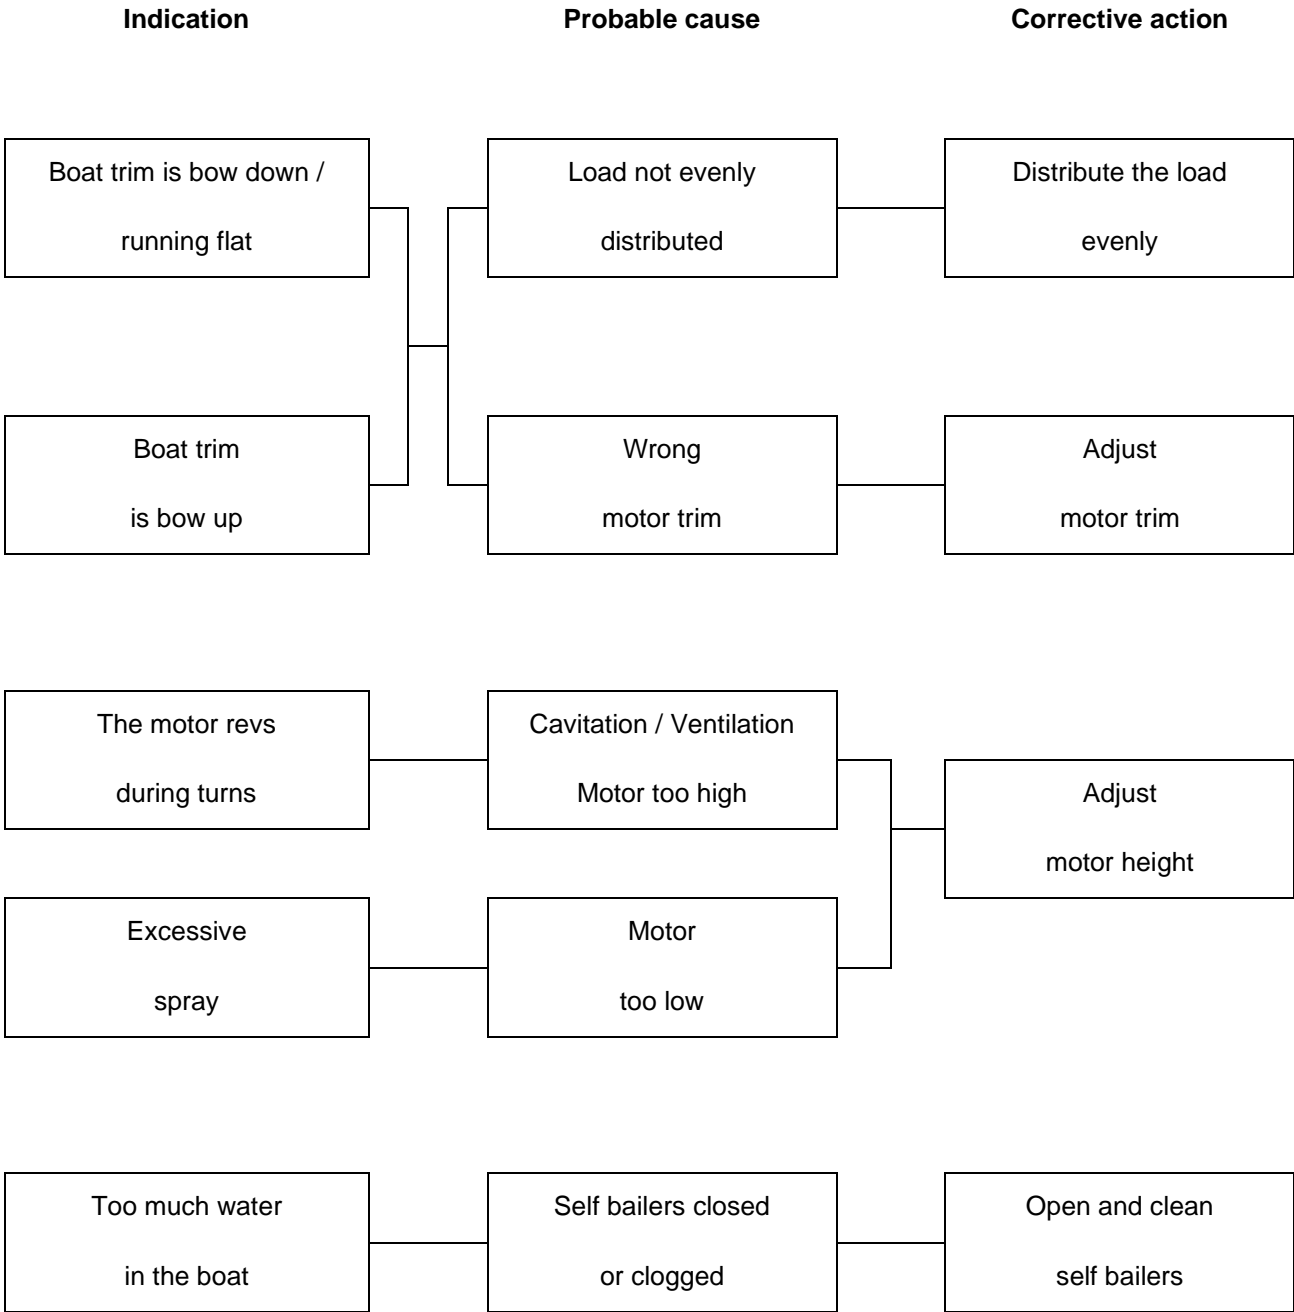 Indication
Probable cause
Corrective action
Boat trim is bow down /
running flat
Load not evenly
distributed
Distribute the load
evenly
Boat trim
is bow up
Wrong
motor trim
Adjust
motor trim
The motor revs
during turns
Cavitation / Ventilation
Motor too high
Adjust
motor height
Excessive
spray
Motor
too low
Too much water
in the boat
Self bailers closed
or clogged
Open and clean
self bailers